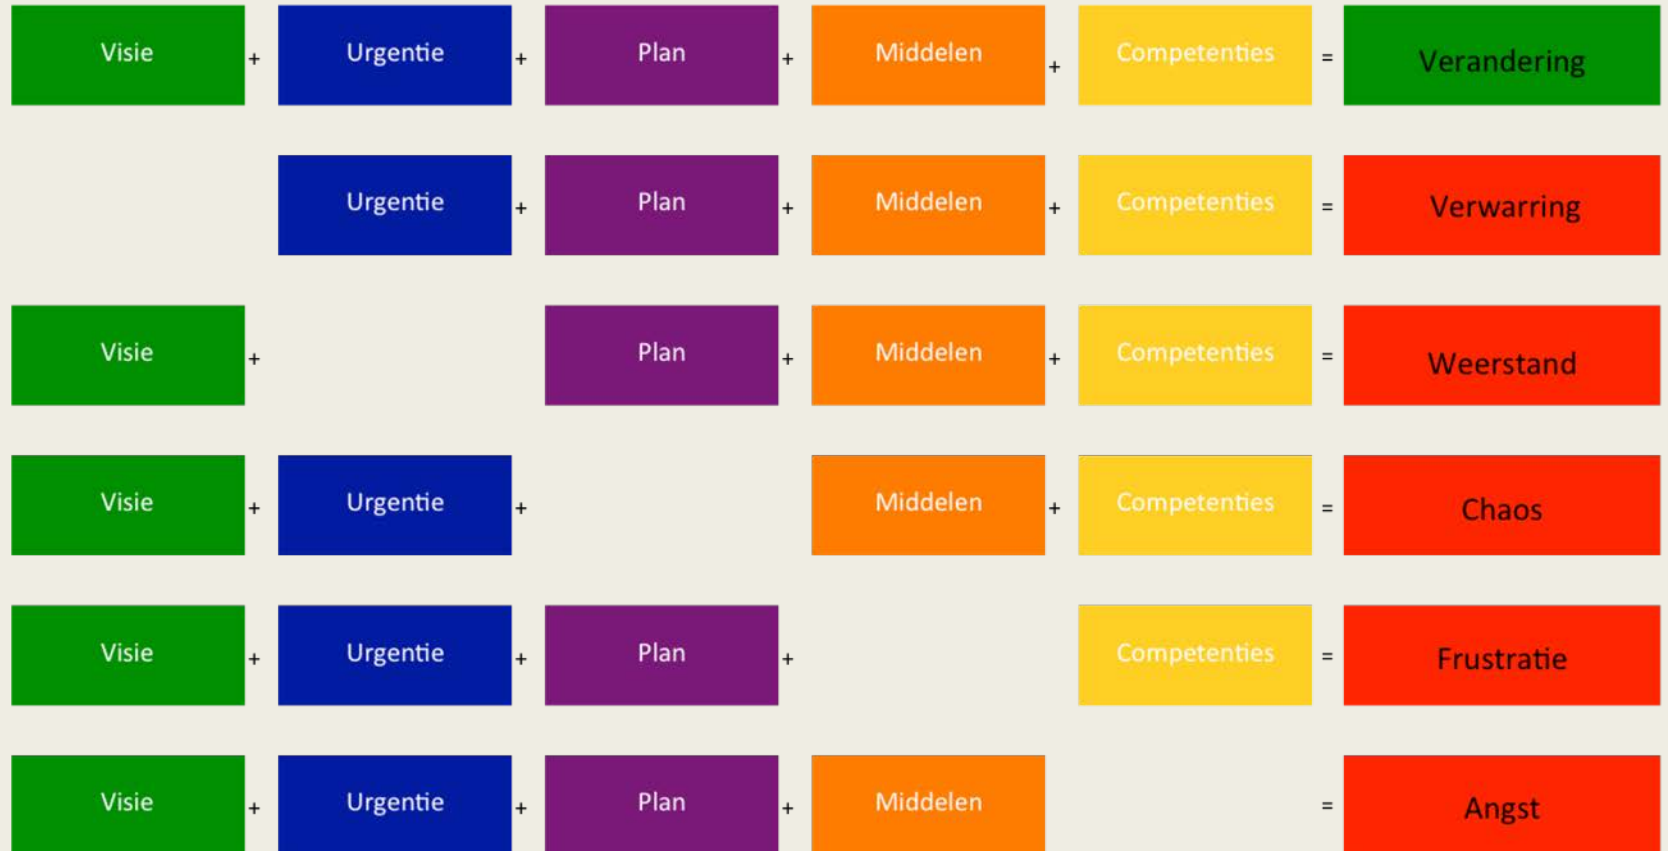 Visie + Urgentie + Plan + Middelen + Competenties = Verandering
Urgentie + Plan + Middelen + Competenties = Verwarring
Visie + Plan + Middelen + Competenties = Weerstand
Visie + Urgentie + Middelen + Competenties = Chaos
Visie + Urgentie + Plan + Competenties = Frustratie
Visie + Urgentie + Plan + Middelen = Angst